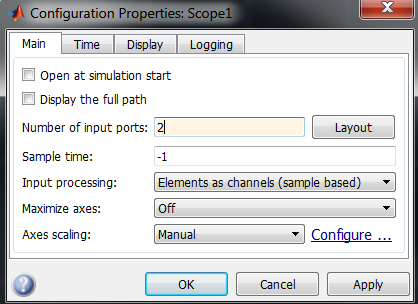 Configuration Properties: Scope1
Main Time Display Logging
Open at simulation start
Display the full path
Number of input ports: 2 Layout
Sample time: -1
Input processing: Elements as channels (sample based)
Maximize axes: Off
Axes scaling: Manual Configure ...
OK Cancel Apply